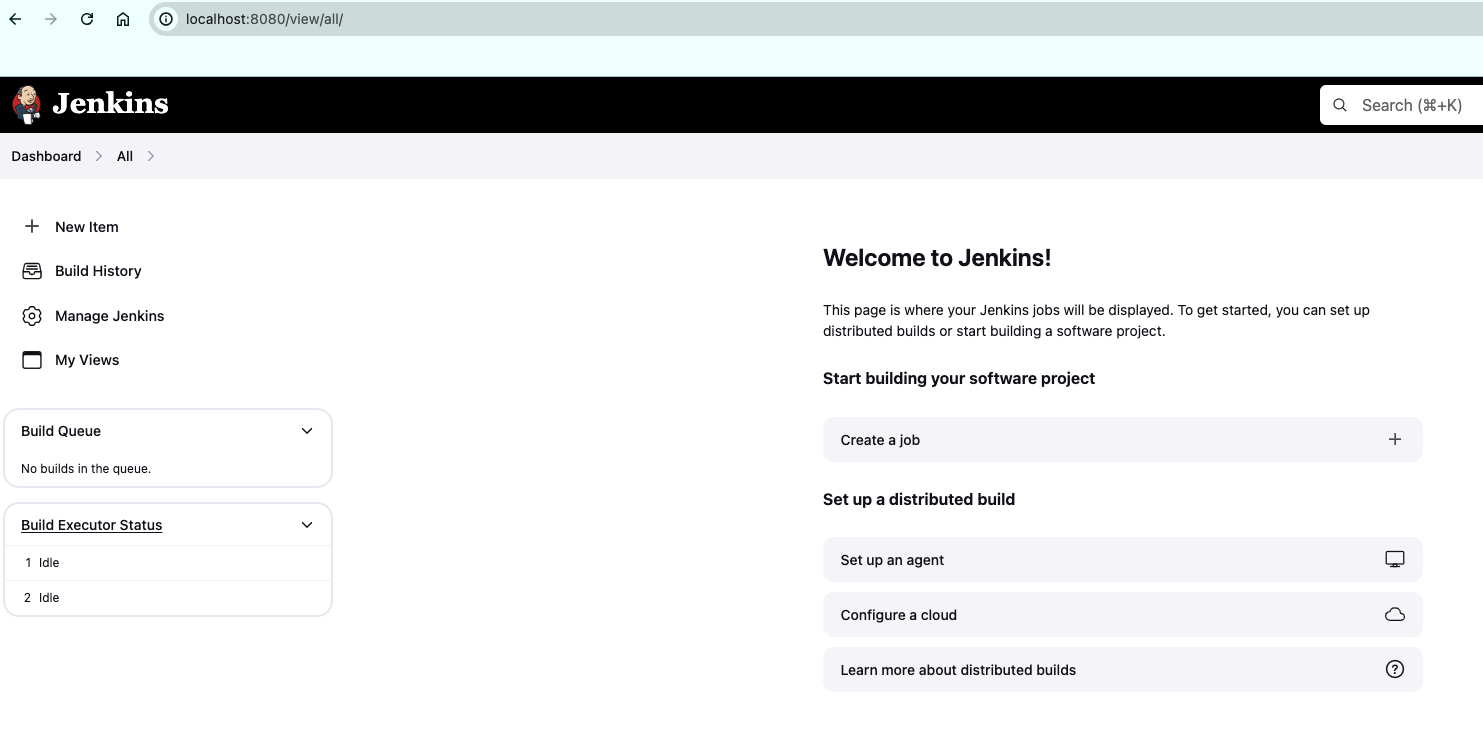 localhost:8080/view/all/
Jenkins
Search (⌘+K)
Dashboard
All
New Item
Build History
Manage Jenkins
My Views
Build Queue
No builds in the queue.
Build Executor Status
1 Idle
2 Idle
Welcome to Jenkins!
This page is where your Jenkins jobs will be displayed. To get started, you can set up
distributed builds or start building a software project.
Start building your software project
Create a job
Set up a distributed build
Set up an agent
Configure a cloud
Learn more about distributed builds